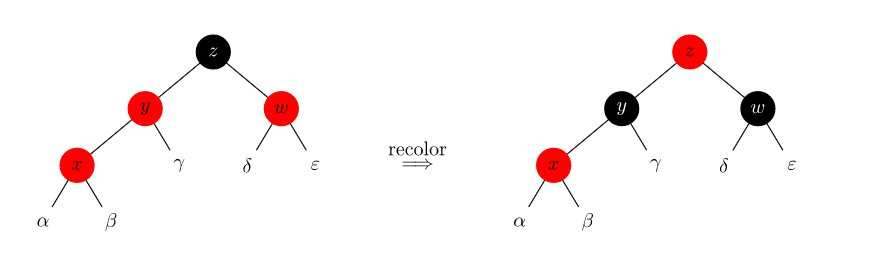 z z
y w y w
recolor
x γ δ ε ⟹ x γ δ ε
α β α β